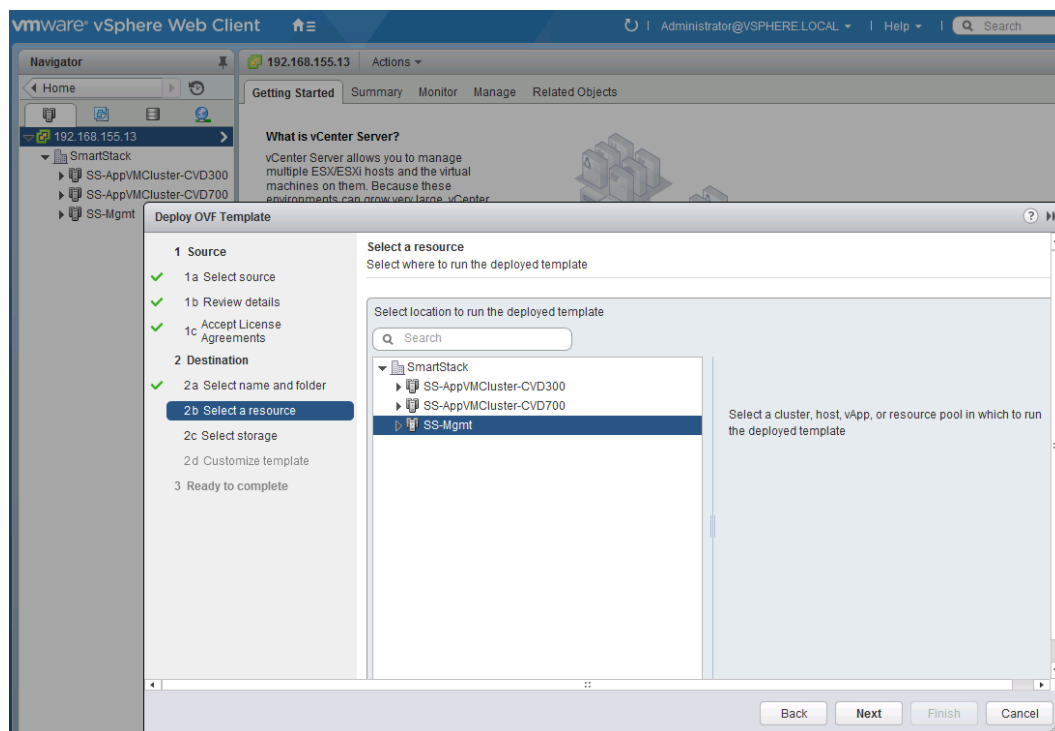 vmware® vSphere Web Client
Administrator@VSPHERE.LOCAL
Help
Search
Navigator
192.168.155.13
Actions
Home
Getting Started
Summary
Monitor
Manage
Related Objects
192.168.155.13
SmartStack
SS-AppVMCluster-CVD300
SS-AppVMCluster-CVD700
SS-Mgmt
What is vCenter Server?
vCenter Server allows you to manage
multiple ESX/ESXi hosts and the virtual
machines on them. Because these
environments can grow very large, vCenter
Deploy OVF Template
1 Source
1a Select source
1b Review details
1c Accept License
Agreements
2 Destination
2a Select name and folder
2b Select a resource
2c Select storage
2d Customize template
3 Ready to complete
Select a resource
Select where to run the deployed template
Select location to run the deployed template
Search
SmartStack
SS-AppVMCluster-CVD300
SS-AppVMCluster-CVD700
SS-Mgmt
Select a cluster, host, vApp, or resource pool in which to run
the deployed template
Back
Next
Finish
Cancel